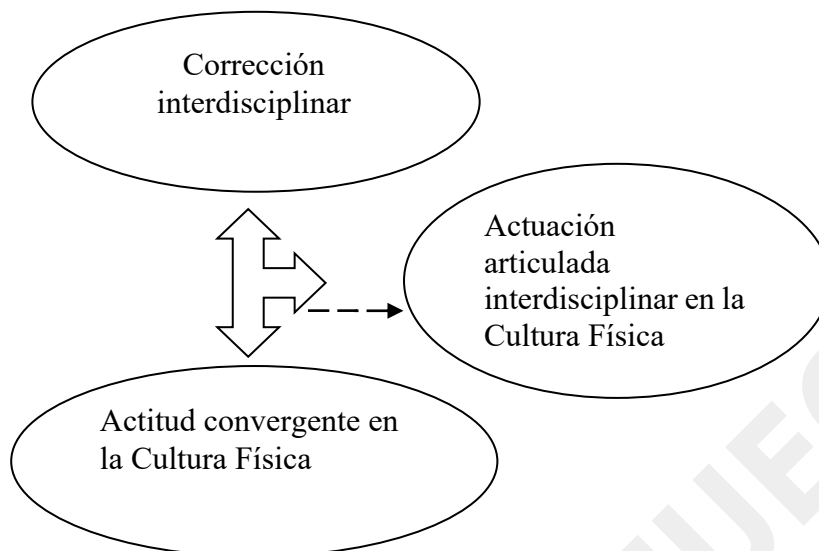 Corrección
interdisciplinar
Actuación
articulada
interdisciplinar en la
Cultura Física
Actitud convergente en
la Cultura Física